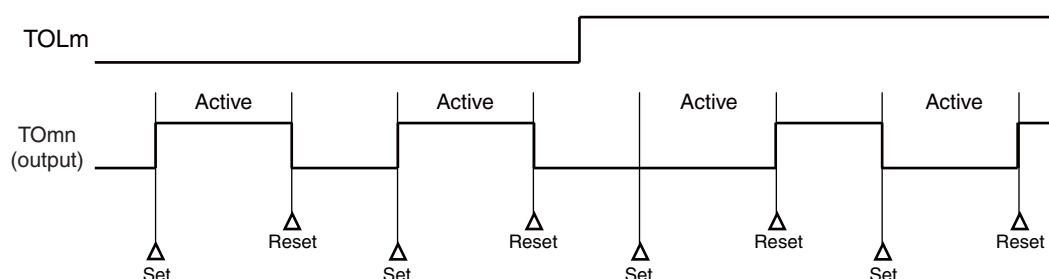 TOLm
Active Active Active Active
TOmn
(output)
Reset Reset Reset Reset
Set Set Set Set